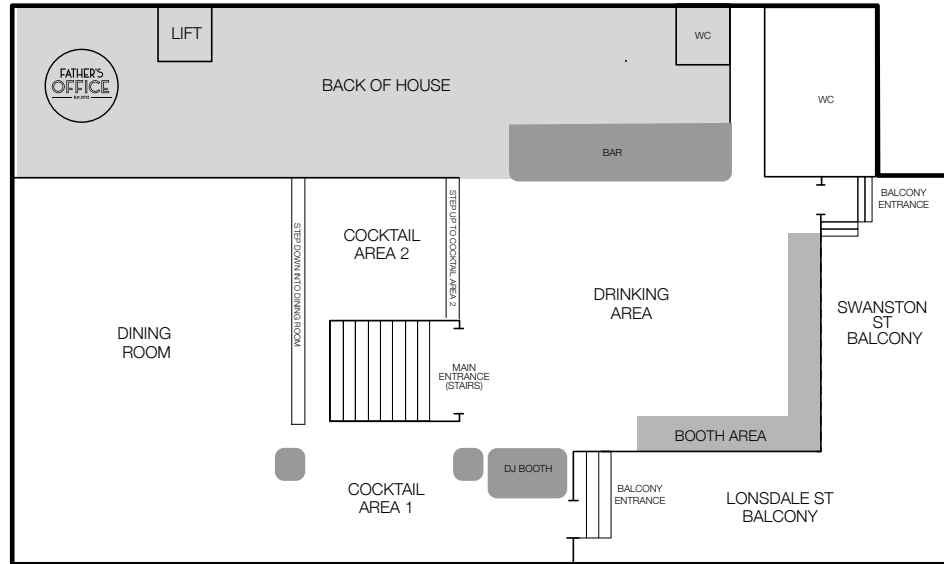 LIFT
WC
FATHER'S
OFFICE
BACK OF HOUSE
WC
BAR
BALCONY
ENTRANCE
STEP DOWN INTO DINING ROOM
STEP UP TO COCKTAIL AREA 2
COCKTAIL
AREA 2
DRINKING
AREA
SWANSTON
ST
BALCONY
DINING
ROOM
MAIN
ENTRANCE
(STAIRS)
BOOTH AREA
DJ BOOTH
COCKTAIL
AREA 1
BALCONY
ENTRANCE
LONSDALE ST
BALCONY